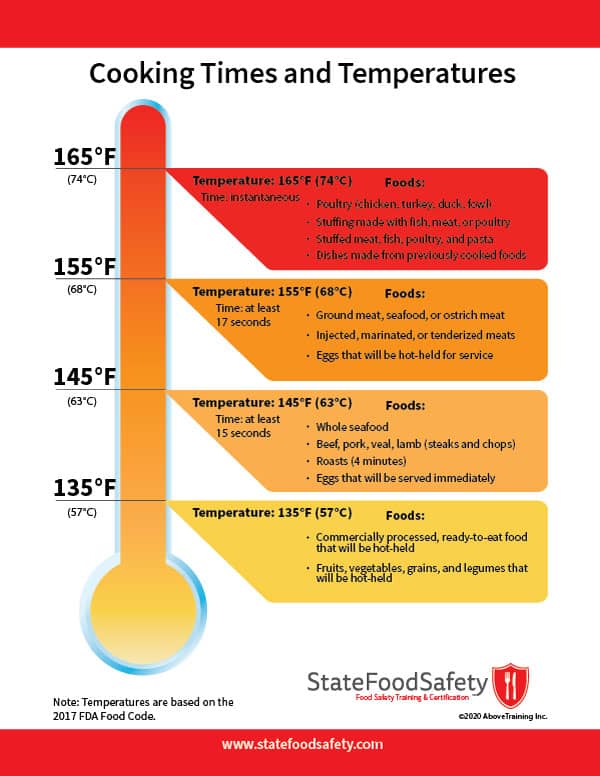 Cooking Times and Temperatures
165°F
(74°C)
Temperature: 165°F (74°C)
Time: instantaneous
Foods:
· Poultry (chicken, turkey, duck, fowl)
· Stuffing made with fish, meat, or poultry
· Stuffed meat, fish, poultry, and pasta
· Dishes made from previously cooked foods
155°F
(68°C)
Temperature: 155°F (68°C)
Time: at least
17 seconds
Foods:
· Ground meat, seafood, or ostrich meat
· Injected, marinated, or tenderized meats
· Eggs that will be hot-held for service
145°F
(63°C)
Temperature: 145°F (63°C)
Time: at least
15 seconds
Foods:
· Whole seafood
· Beef, pork, veal, lamb (steaks and chops)
· Roasts (4 minutes)
· Eggs that will be served immediately
135°F
(57°C)
Temperature: 135°F (57°C)
Foods:
· Commercially processed, ready-to-eat food
that will be hot-held
· Fruits, vegetables, grains, and legumes that
will be hot-held
Note: Temperatures are based on the
2017 FDA Food Code.
StateFoodSafety
Food Safety Training & Certification
©2020 AboveTraining Inc.
www.statefoodsafety.com